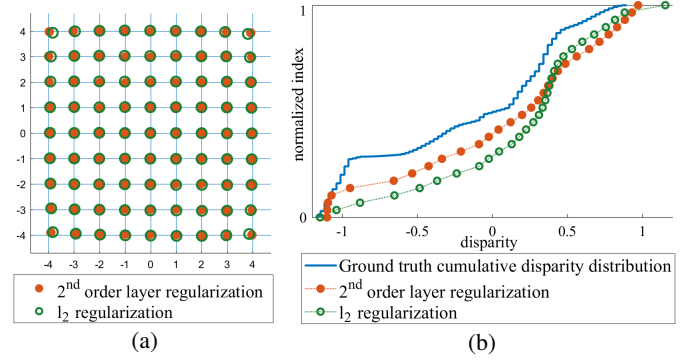 4
3
2
1
0
-1
-2
-3
-4
-4 -3 -2 -1 0 1 2 3 4
2nd order layer regularization
l2 regularization
(a)
1
normalized index
0
-1 -0.5 0 0.5 1
disparity
Ground truth cumulative disparity distribution
2nd order layer regularization
l2 regularization
(b)